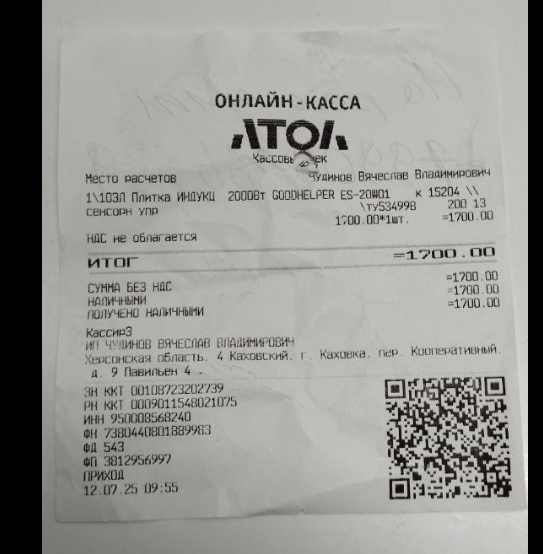 ОНЛАЙН-КАССА
АТОЛ
Кассовый чек
Место расчетов Чудинов Вячеслав Владимирович
1\103Л Плитка ИНДУКЦ 2000Вт GOODHELPER ES-20W01 к 15204 \\
сенсорн упр \ТУ534998 200 13
1700.00*1шт. =1700.00
НДС не облагается
ИТОГ =1700.00
СУММА БЕЗ НДС =1700.00
НАЛИЧНЫМИ =1700.00
ПОЛУЧЕНО НАЛИЧНЫМИ =1700.00
Кассир3
ИП ЧУДИНОВ ВЯЧЕСЛАВ ВЛАДИМИРОВИЧ
Херсонская область. 4 Каховский. г. Каховка. пер. Кооперативный.
д. 9 Павильен 4
ЗН ККТ 00108723202739
РН ККТ 0009011548021075
ИНН 950008568240
ФН 7380440801889983
ФД 543
ФП 3812956997
ПРИХОД
12.07.25 09:55